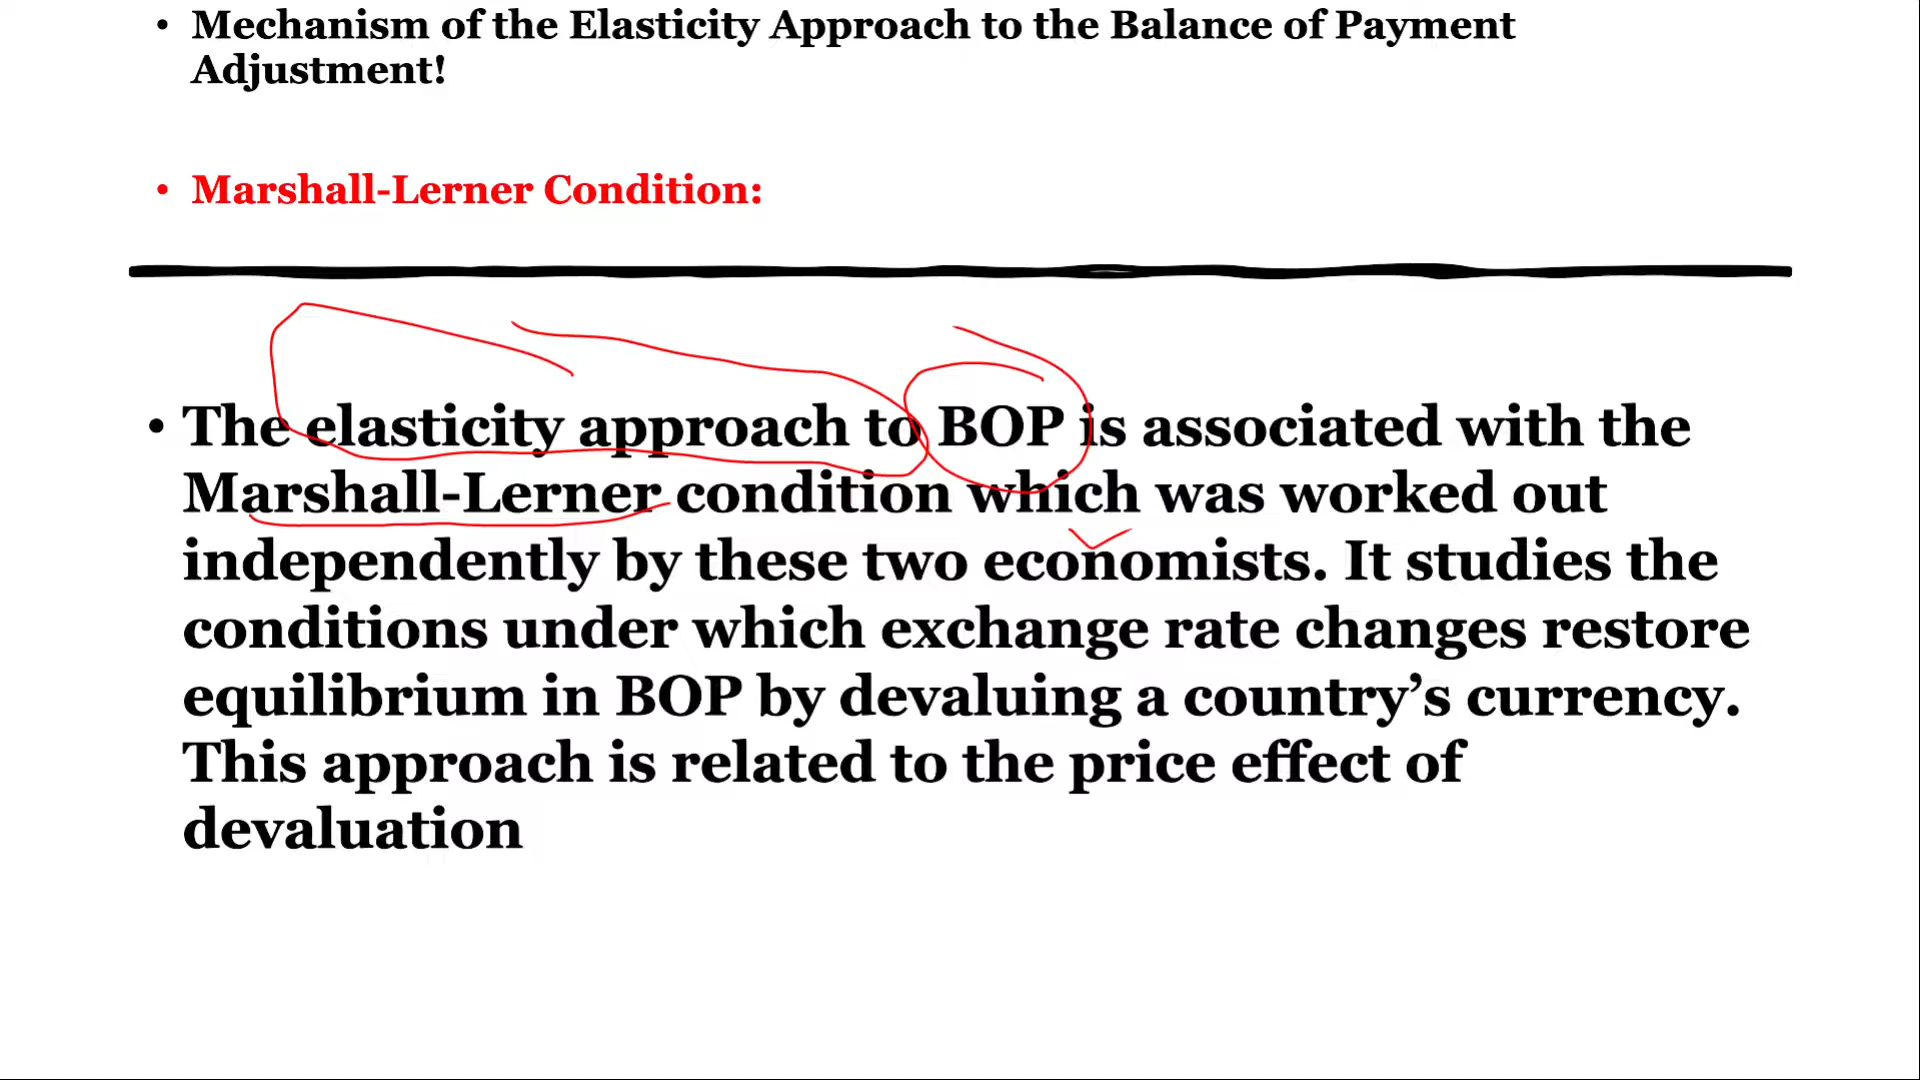 • Mechanism of the Elasticity Approach to the Balance of Payment
Adjustment!
• Marshall-Lerner Condition:
• The elasticity approach to BOP is associated with the
Marshall-Lerner condition which was worked out
independently by these two economists. It studies the
conditions under which exchange rate changes restore
equilibrium in BOP by devaluing a country’s currency.
This approach is related to the price effect of
devaluation